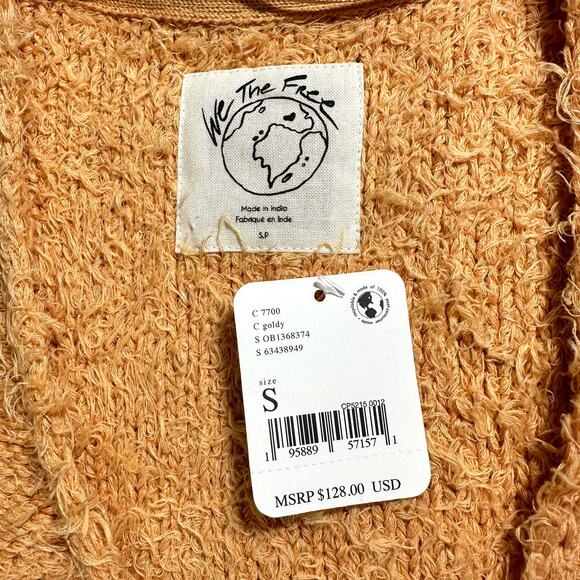 We The Free
Made in India
Fabriqué en Inde
S.P
C 7700
C goldy
S OB1368374
S 63438949
size
S
CP5215 0012
1 95889 57157 1
MSRP $128.00 USD